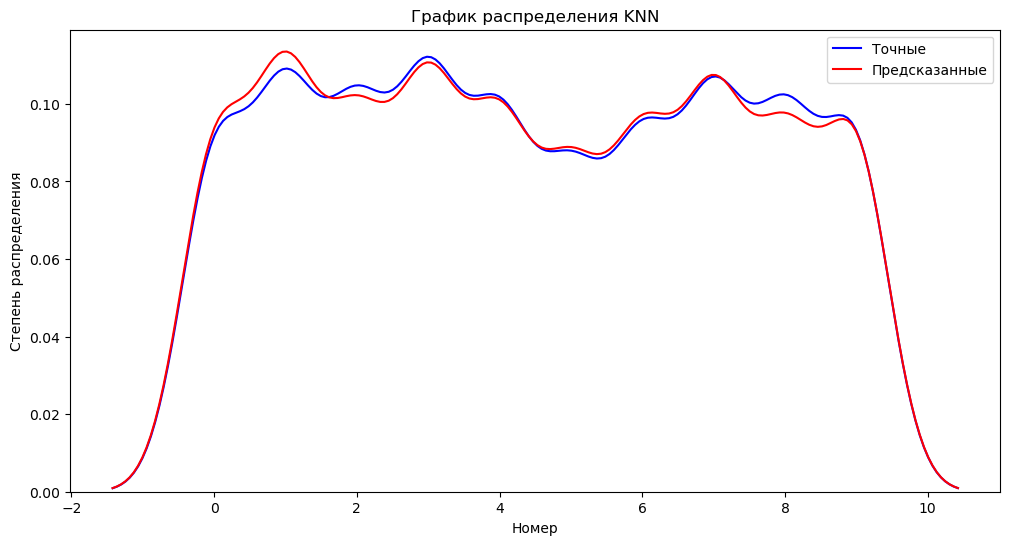 График распределения KNN
Точные
Предсказанные
Степень распределения
0.10
0.08
0.06
0.04
0.02
0.00
−2
0
2
4
6
8
10
Номер